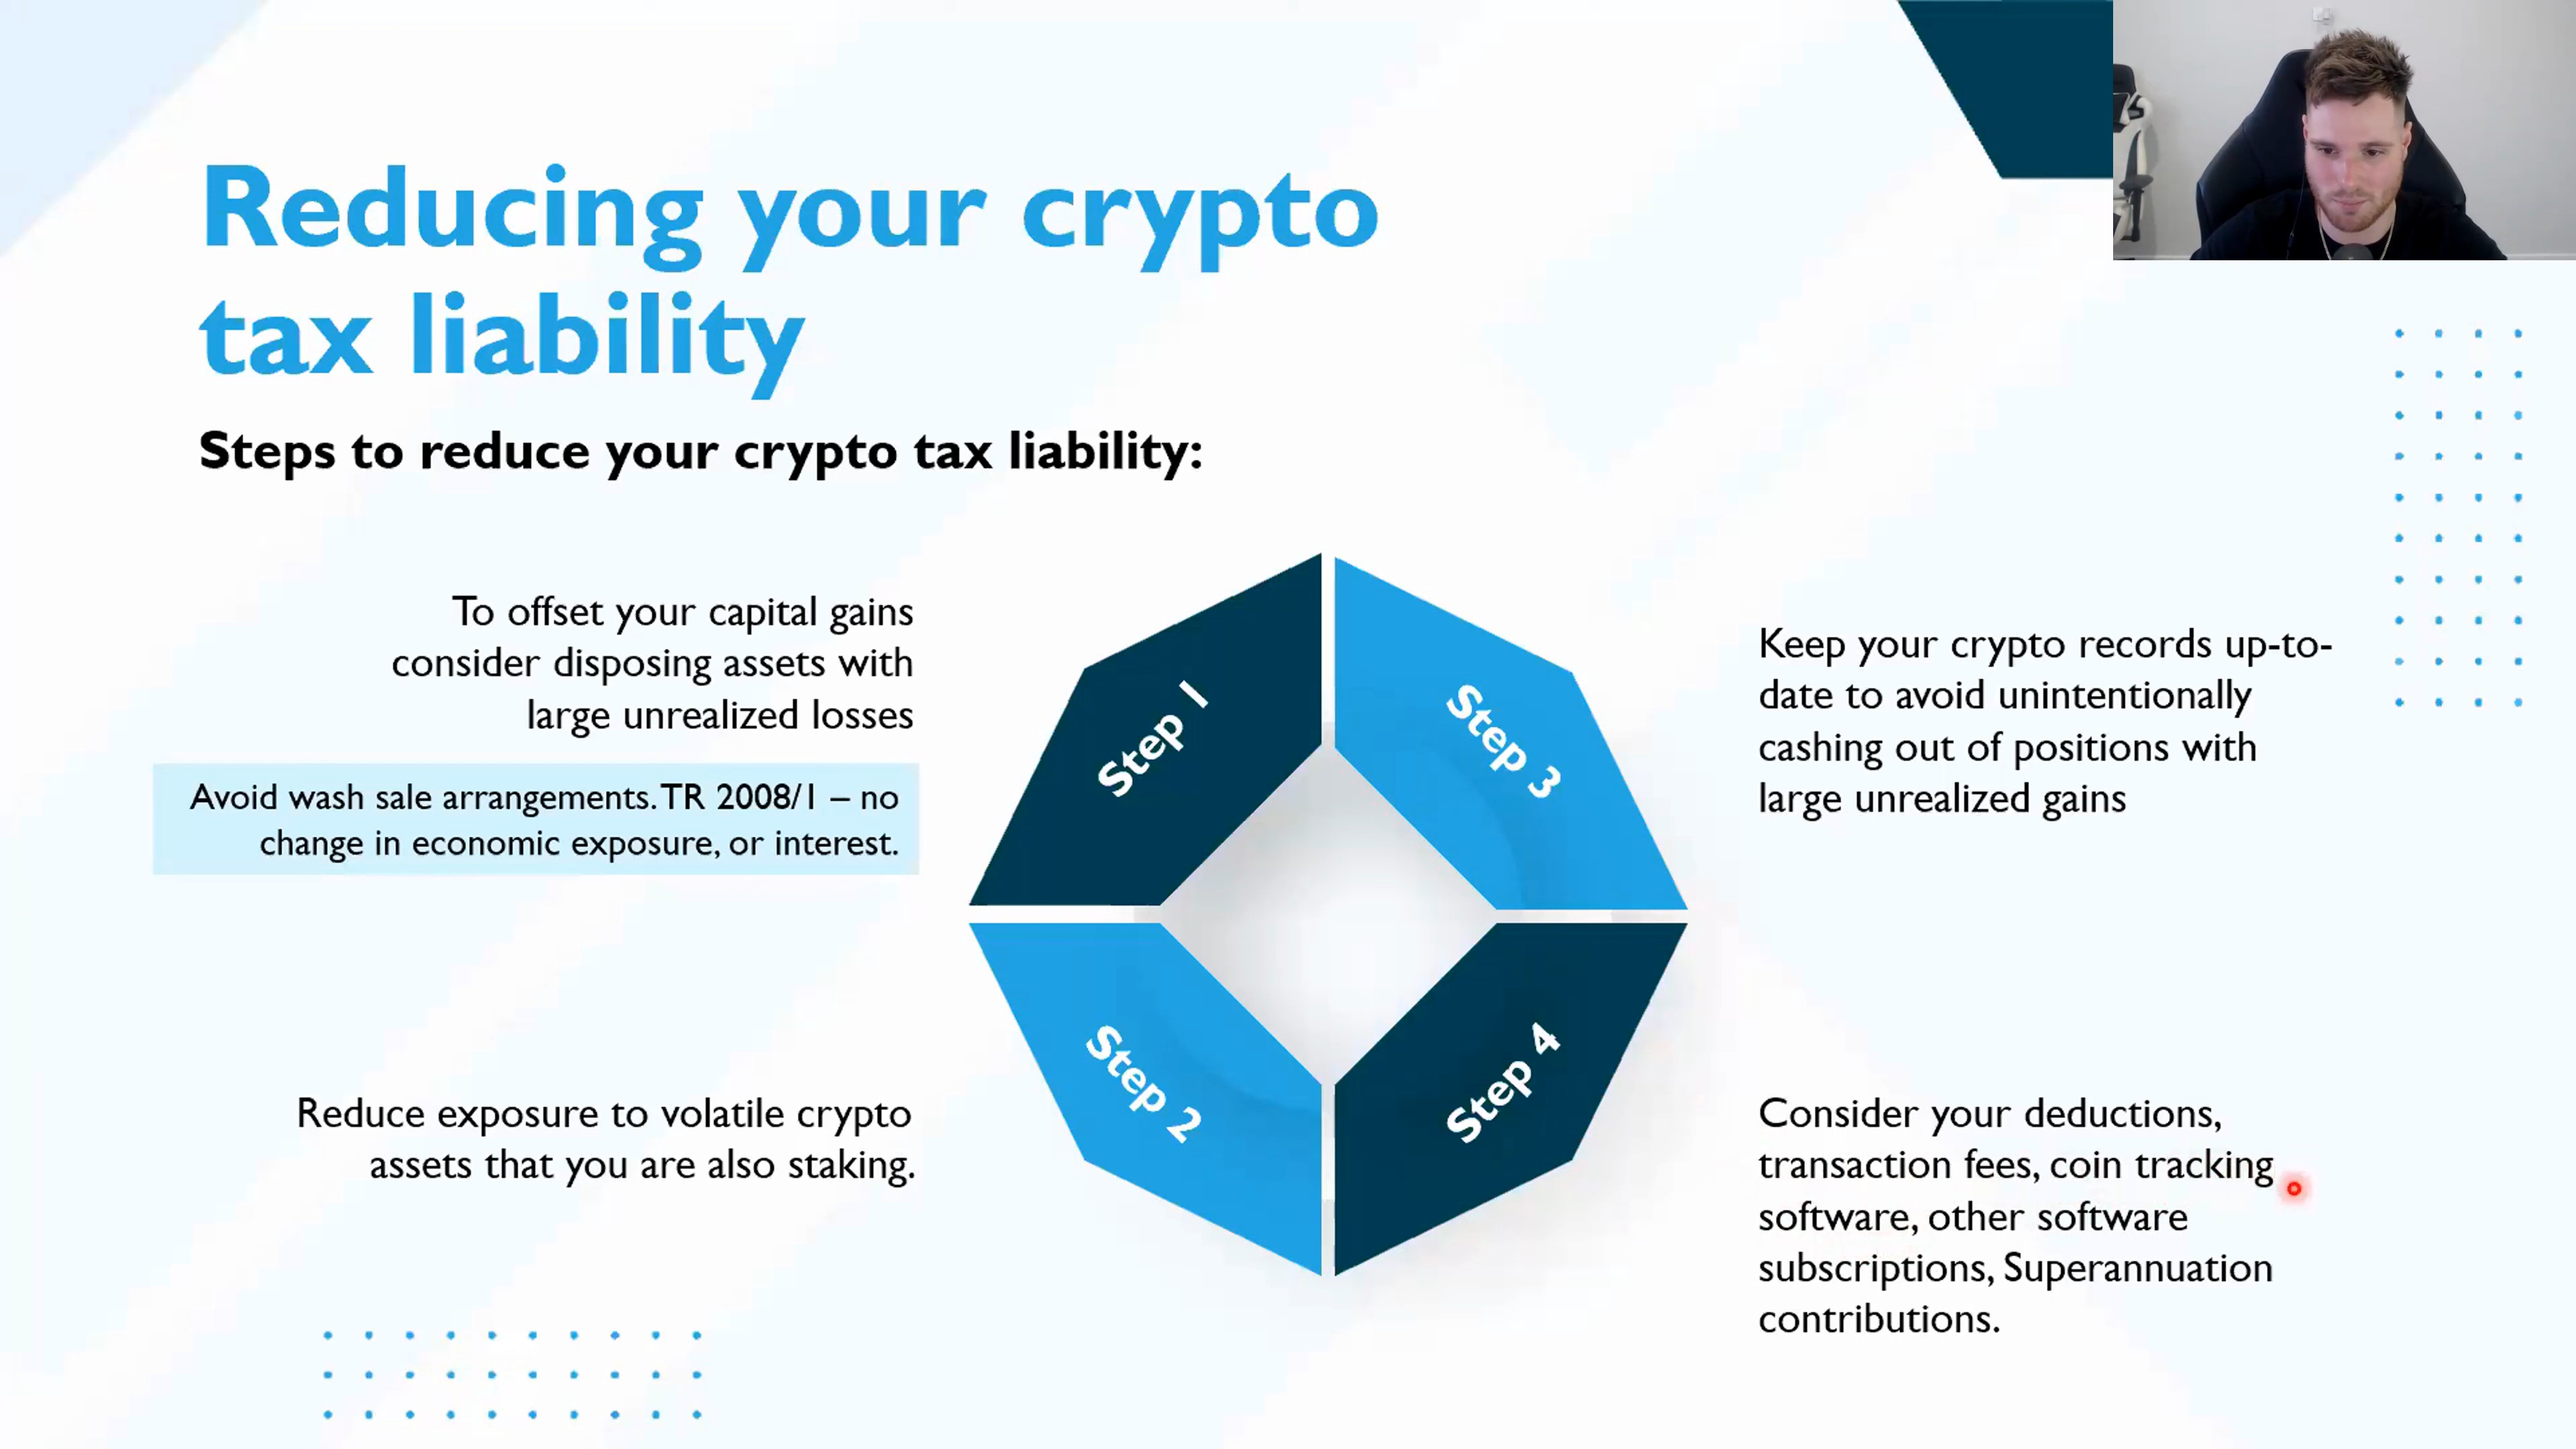 Reducing your crypto
tax liability
Steps to reduce your crypto tax liability:
To offset your capital gains
consider disposing assets with
large unrealized losses
Avoid wash sale arrangements. TR 2008/1 – no
change in economic exposure, or interest.
Step 1
Reduce exposure to volatile crypto
assets that you are also staking.
Step 2
Step 3
Keep your crypto records up-to-
date to avoid unintentionally
cashing out of positions with
large unrealized gains
Step 4
Consider your deductions,
transaction fees, coin tracking
software, other software
subscriptions, Superannuation
contributions.